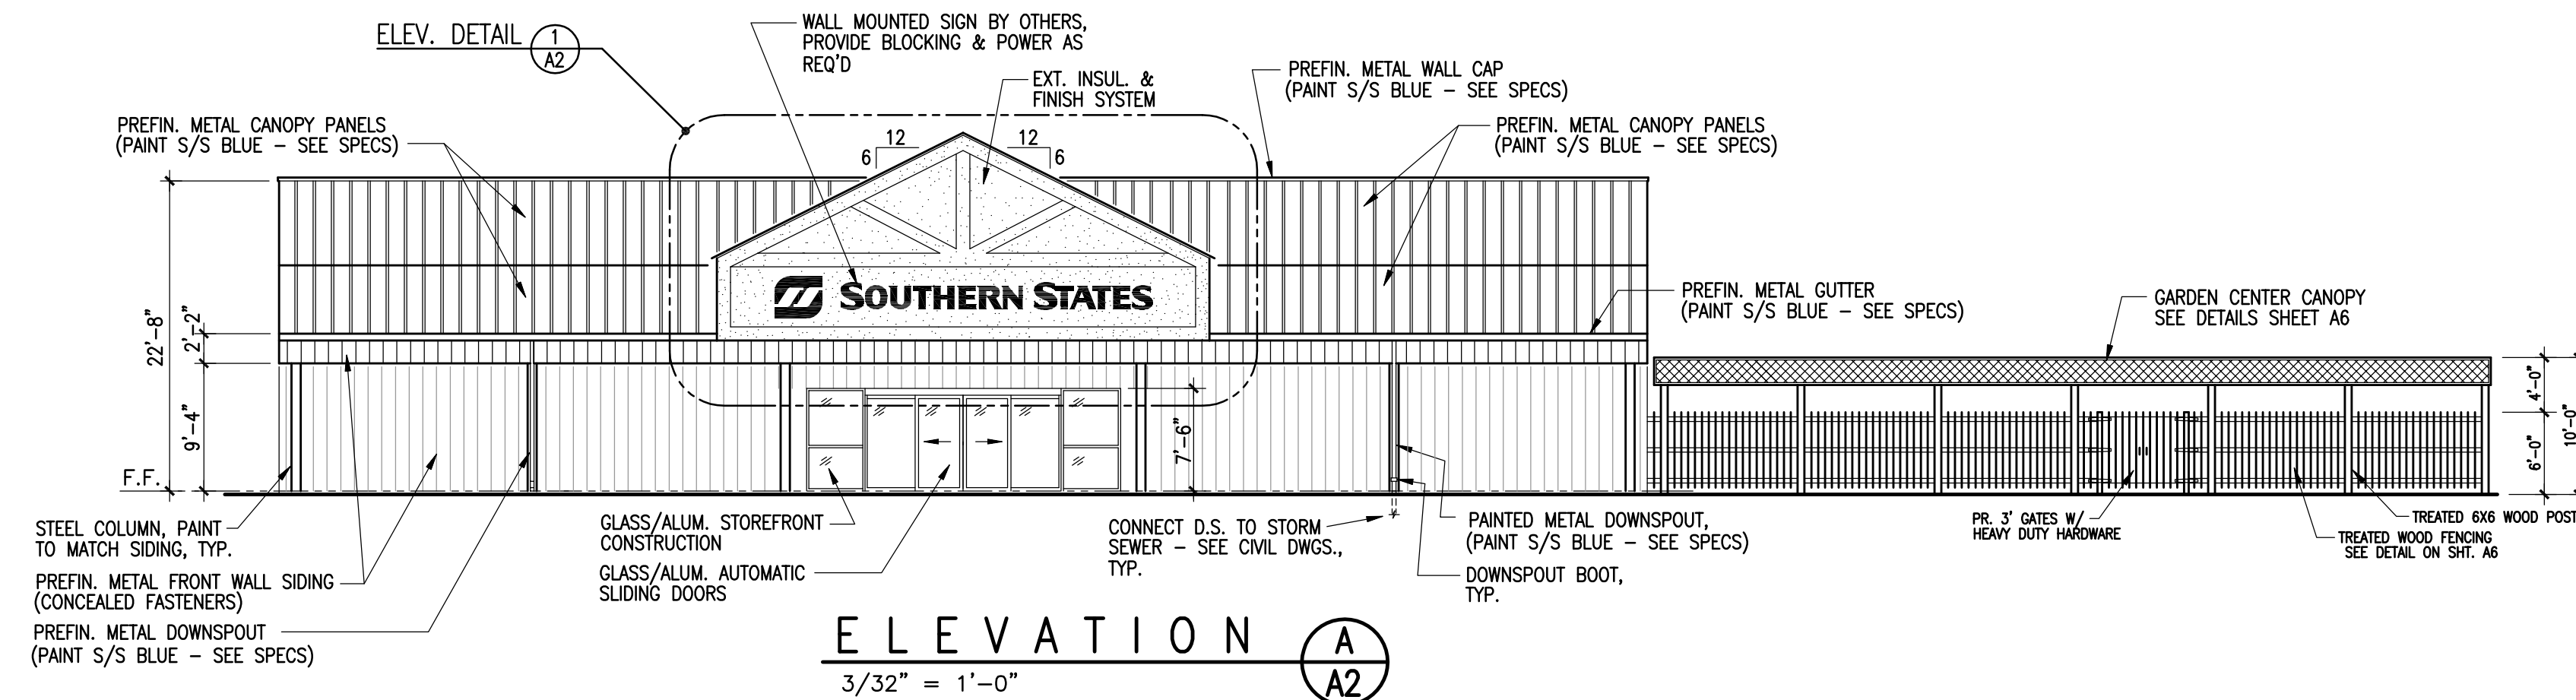 ELEV. DETAIL
1
A2
WALL MOUNTED SIGN BY OTHERS,
PROVIDE BLOCKING & POWER AS
REQ'D
EXT. INSUL. &
FINISH SYSTEM
PREFIN. METAL WALL CAP
(PAINT S/S BLUE – SEE SPECS)
PREFIN. METAL CANOPY PANELS
(PAINT S/S BLUE – SEE SPECS)
PREFIN. METAL CANOPY PANELS
(PAINT S/S BLUE – SEE SPECS)
12
6
12
6
SOUTHERN STATES
PREFIN. METAL GUTTER
(PAINT S/S BLUE – SEE SPECS)
GARDEN CENTER CANOPY
SEE DETAILS SHEET A6
22'-8"
2'-2"
9'-4"
7'-6"
4'-0"
6'-0"
10'-0"
F.F.
STEEL COLUMN, PAINT
TO MATCH SIDING, TYP.
PREFIN. METAL FRONT WALL SIDING
(CONCEALED FASTENERS)
PREFIN. METAL DOWNSPOUT
(PAINT S/S BLUE – SEE SPECS)
GLASS/ALUM. STOREFRONT
CONSTRUCTION
GLASS/ALUM. AUTOMATIC
SLIDING DOORS
CONNECT D.S. TO STORM
SEWER – SEE CIVIL DWGS.,
TYP.
PAINTED METAL DOWNSPOUT,
(PAINT S/S BLUE – SEE SPECS)
DOWNSPOUT BOOT,
TYP.
PR. 3' GATES W/
HEAVY DUTY HARDWARE
TREATED 6X6 WOOD POST
TREATED WOOD FENCING
SEE DETAIL ON SHT. A6
ELEVATION
A
A2
3/32" = 1'-0"